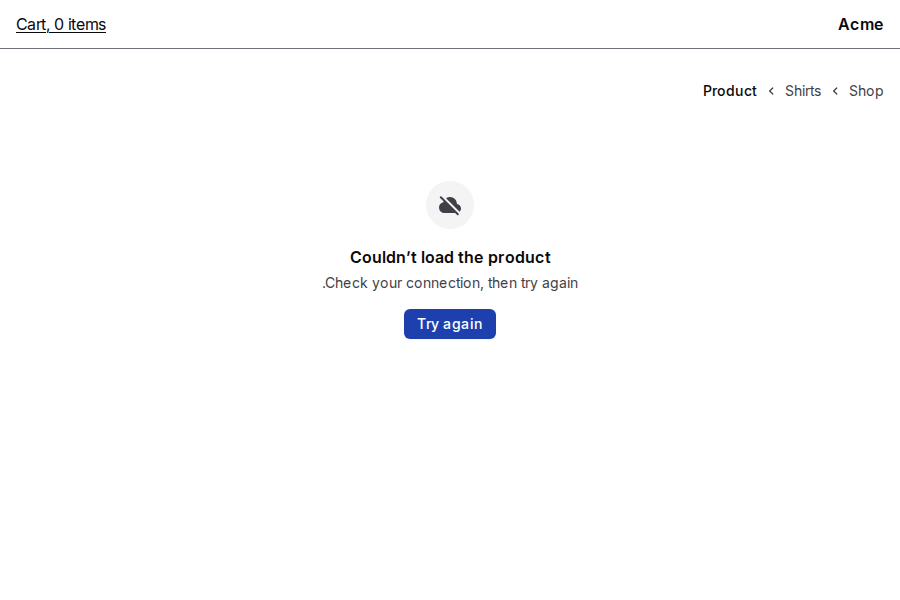 Acme
Cart, 0 items
Shop › Shirts › Product
Couldn’t load the product
Check your connection, then try again.
Try again